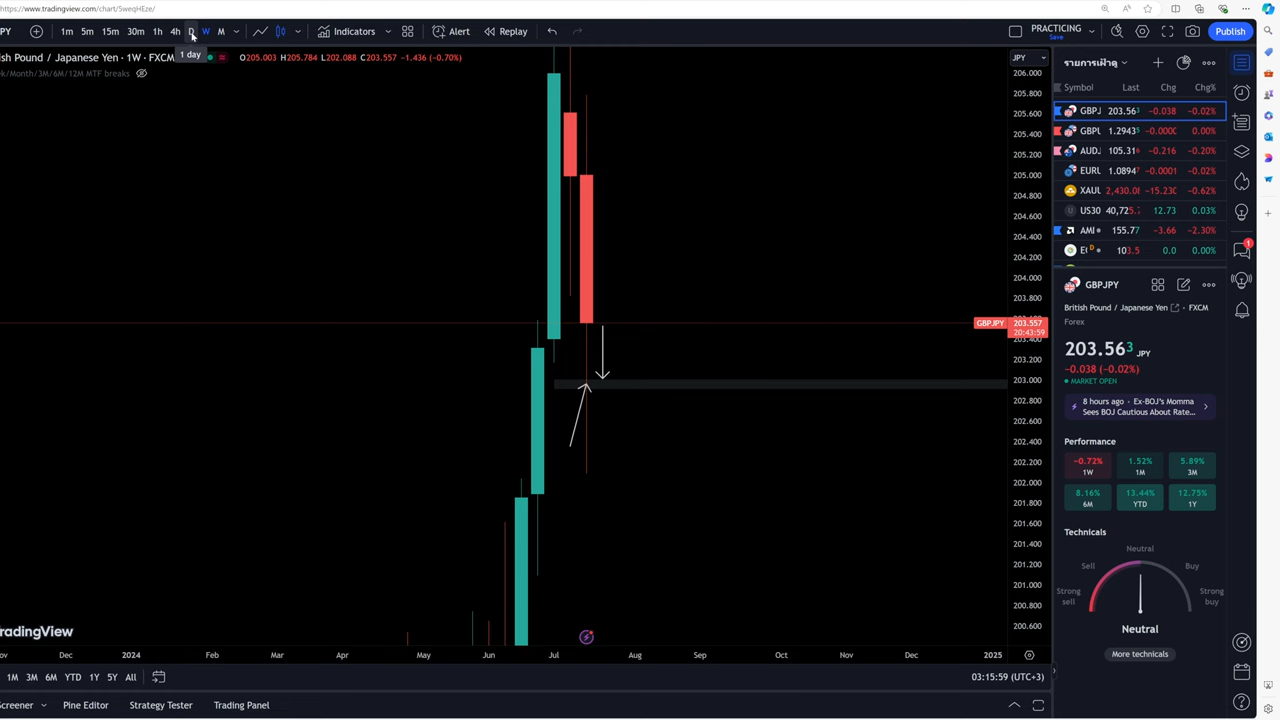 https://www.tradingview.com/chart/5weqHEze/
PY
1m 5m 15m 30m 1h 4h D W M
Indicators
Alert
Replay
PRACTICING
Save
Publish
1 day
ish Pound / Japanese Yen · 1W · FXCM
O205.003 H205.784 L202.088 C203.557 −1.436 (−0.70%)
k/Month/3M/6M/12M MTF breaks
JPY
206.000
205.800
205.600
205.400
205.200
205.000
204.800
204.600
204.400
204.200
204.000
203.800
GBPJPY 203.557
20:43:59
203.400
203.200
203.000
202.800
202.600
202.400
202.200
202.000
201.800
201.600
201.400
201.200
201.000
200.800
200.600
radingView
ov Dec 2024 Feb Mar Apr May Jun Jul Aug Sep Oct Nov Dec 2025
1M 3M 6M YTD 1Y 5Y All
03:15:59 (UTC+3)
creener Pine Editor Strategy Tester Trading Panel
รายการเฝ้าดู
Symbol Last Chg Chg%
GBPJ 203.563 −0.038 −0.02%
GBPU 1.29435 −0.000 0.00%
AUDJ 105.316 −0.216 −0.20%
EURU 1.08947 −0.0001 −0.02%
XAUU 2,430.0 −15.230 −0.62%
US30 40,725. 12.73 0.03%
AMI 155.77 −3.66 −2.30%
D 103.5 0.0 0.00%
1
GBPJPY
British Pound / Japanese Yen · FXCM
Forex
203.563 JPY
−0.038 (−0.02%)
MARKET OPEN
8 hours ago · Ex-BOJ's Momma
Sees BOJ Cautious About Rate...
Performance
−0.72% 1.52% 5.89%
1W 1M 3M
8.16% 13.44% 12.75%
6M YTD 1Y
Technicals
Neutral
Sell Buy
Strong sell Strong buy
Neutral
More technicals